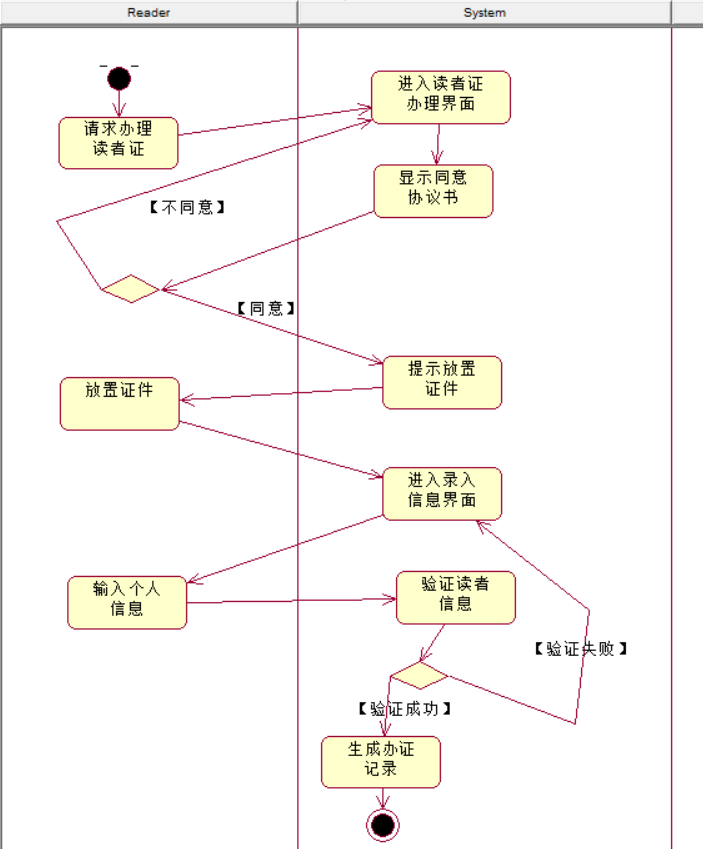 Reader
System
进入读者证
办理界面
请求办理
读者证
显示同意
协议书
【不同意】
【同意】
提示放置
证件
放置证件
进入录入
信息界面
输入个人
信息
验证读者
信息
【验证失败】
【验证成功】
生成办证
记录